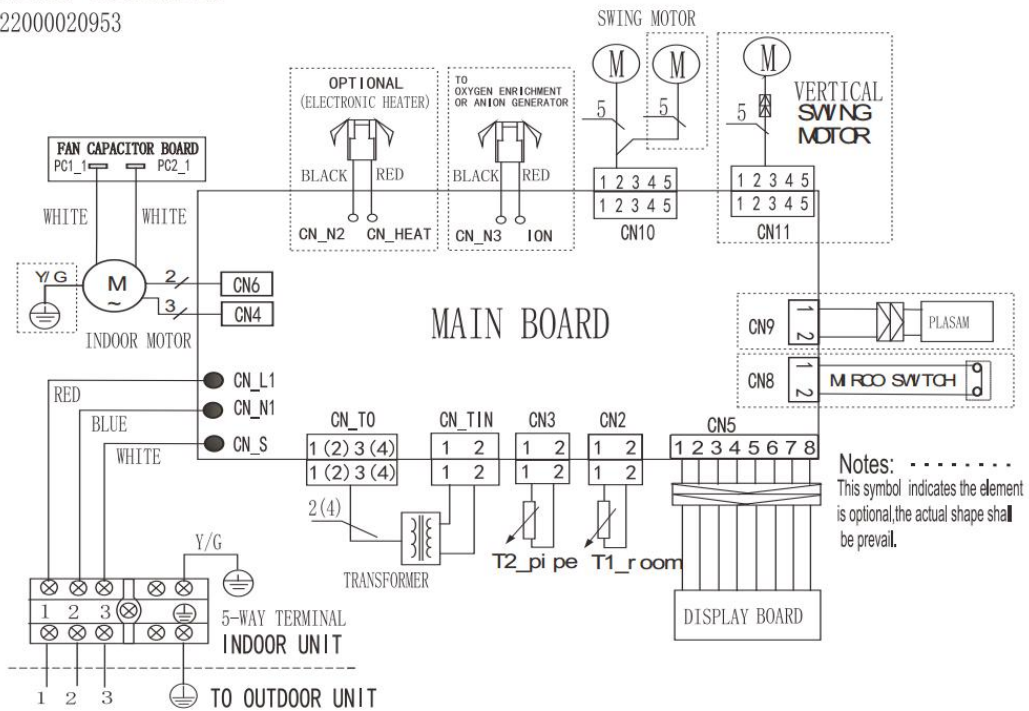 22000020953
SWING MOTOR
M
M
M
5
5
5
VERTICAL
SWING
MOTOR
OPTIONAL
(ELECTRONIC HEATER)
TO
OXYGEN ENRICHMENT
OR ANION GENERATOR
BLACK RED
BLACK RED
CN_N2 CN_HEAT
CN_N3 ION
1 2 3 4 5
1 2 3 4 5
CN10
1 2 3 4 5
1 2 3 4 5
CN11
FAN CAPACITOR BOARD
PC1_1 PC2_1
WHITE WHITE
Y/G
M
~
2
CN6
3
CN4
INDOOR MOTOR
MAIN BOARD
CN9
1
2
PLASAM
CN8
1
2
MIRCO SWITCH
RED
CN_L1
BLUE
CN_N1
WHITE
CN_S
CN_TO
1 (2) 3 (4)
1 (2) 3 (4)
CN_TIN
1 2
1 2
CN3
1 2
1 2
CN2
1 2
1 2
CN5
1 2 3 4 5 6 7 8
Notes:
This symbol indicates the element
is optional,the actual shape shall
be prevail.
2(4)
TRANSFORMER
T2_pipe
T1_room
DISPLAY BOARD
Y/G
1 2 3
5-WAY TERMINAL
INDOOR UNIT
1 2 3
TO OUTDOOR UNIT